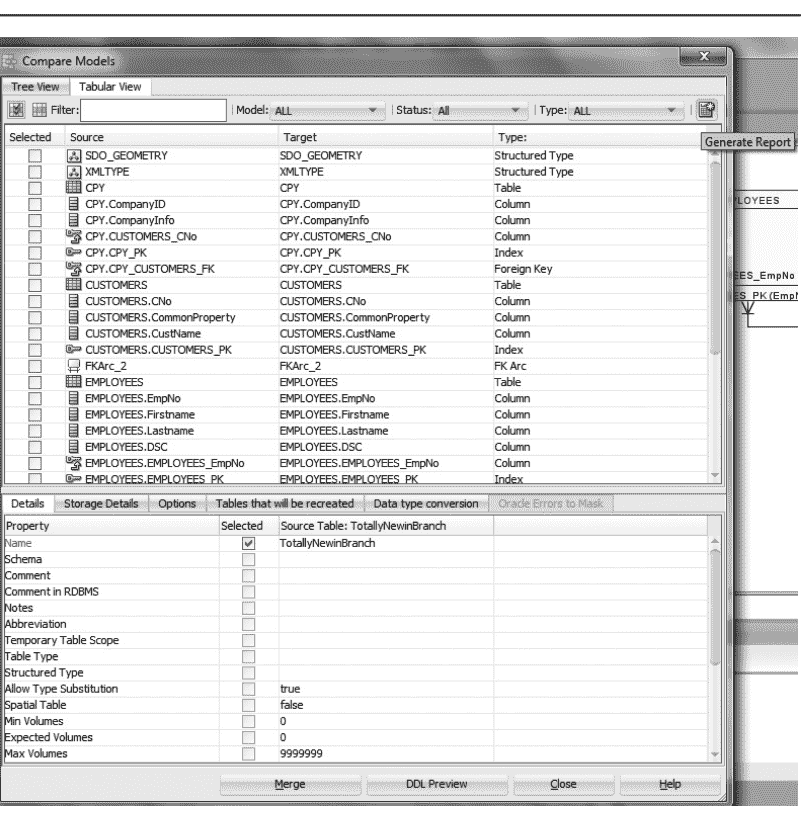 Compare Models
Tree View Tabular View
Filter: Model: ALL Status: All Type: ALL
Generate Report
Selected Source Target Type:
SDO_GEOMETRY SDO_GEOMETRY Structured Type
XMLTYPE XMLTYPE Structured Type
CPY CPY Table
CPY.CompanyID CPY.CompanyID Column
CPY.CompanyInfo CPY.CompanyInfo Column
CPY.CUSTOMERS_CNo CPY.CUSTOMERS_CNo Column
CPY.CPY_PK CPY.CPY_PK Index
CPY.CPY_CUSTOMERS_FK CPY.CPY_CUSTOMERS_FK Foreign Key
CUSTOMERS CUSTOMERS Table
CUSTOMERS.CNo CUSTOMERS.CNo Column
CUSTOMERS.CommonProperty CUSTOMERS.CommonProperty Column
CUSTOMERS.CustName CUSTOMERS.CustName Column
CUSTOMERS.CUSTOMERS_PK CUSTOMERS.CUSTOMERS_PK Index
FKArc_2 FKArc_2 FK Arc
EMPLOYEES EMPLOYEES Table
EMPLOYEES.EmpNo EMPLOYEES.EmpNo Column
EMPLOYEES.Firstname EMPLOYEES.Firstname Column
EMPLOYEES.Lastname EMPLOYEES.Lastname Column
EMPLOYEES.DSC EMPLOYEES.DSC Column
EMPLOYEES.EMPLOYEES_EmpNo EMPLOYEES.EMPLOYEES_EmpNo Column
EMPLOYEES.EMPLOYEES_PK EMPLOYEES.EMPLOYEES_PK Index
LOYEES
EES_EmpNo
ES_PK(Emp
Details Storage Details Options Tables that will be recreated Data type conversion Oracle Errors to Mask
Property Selected Source Table: TotallyNewinBranch
Name TotallyNewinBranch
Schema
Comment
Comment in RDBMS
Notes
Abbreviation
Temporary Table Scope
Table Type
Structured Type
Allow Type Substitution true
Spatial Table false
Min Volumes 0
Expected Volumes 0
Max Volumes 9999999
Merge DDL Preview Close Help